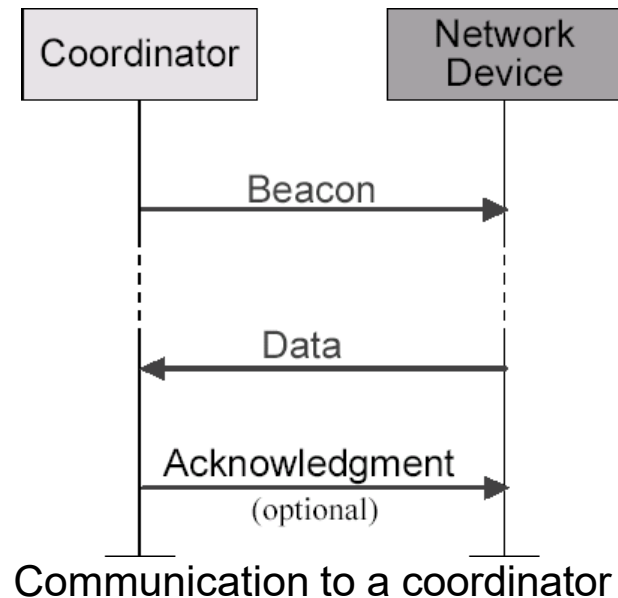 Coordinator
Network
Device
Beacon
Data
Acknowledgment
(optional)
Communication to a coordinator